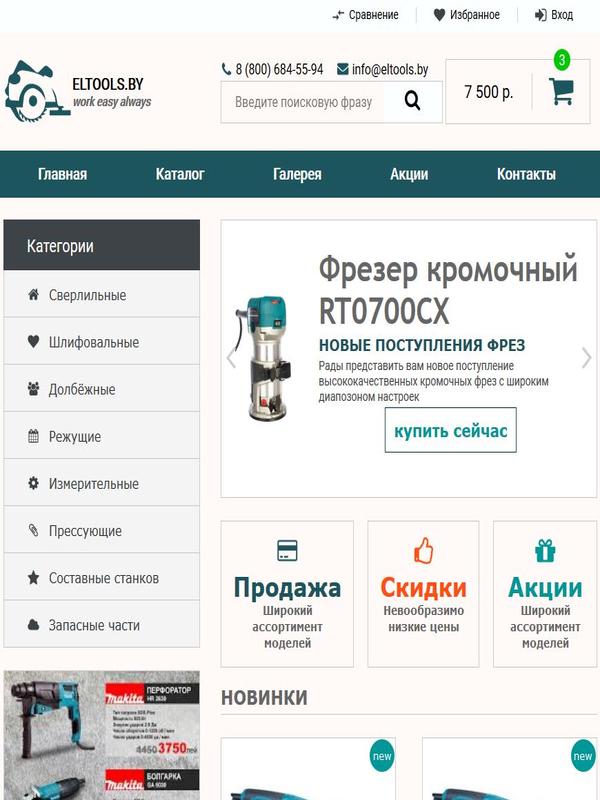 Сравнение
Избранное
Вход
ELTOOLS.BY
work easy always
8 (800) 684-55-94
info@eltools.by
Введите поисковую фразу
7 500 р.
3
Главная
Каталог
Галерея
Акции
Контакты
Категории
Сверлильные
Шлифовальные
Долбёжные
Режущие
Измерительные
Прессующие
Составные станков
Запасные части
Фрезер кромочный
RT0700CX
НОВЫЕ ПОСТУПЛЕНИЯ ФРЕЗ
Рады представить вам новое поступление
высококачественных кромочных фрез с широким
диапозоном настроек
купить сейчас
Продажа
Широкий
ассортимент
моделей
Скидки
Невообразимо
низкие цены
Акции
Широкий
ассортимент
моделей
новинки
new
new
makita
ПЕРФОРАТОР
HR 2630
4450 3750 лей
makita
БОЛГАРКА
GA 5030